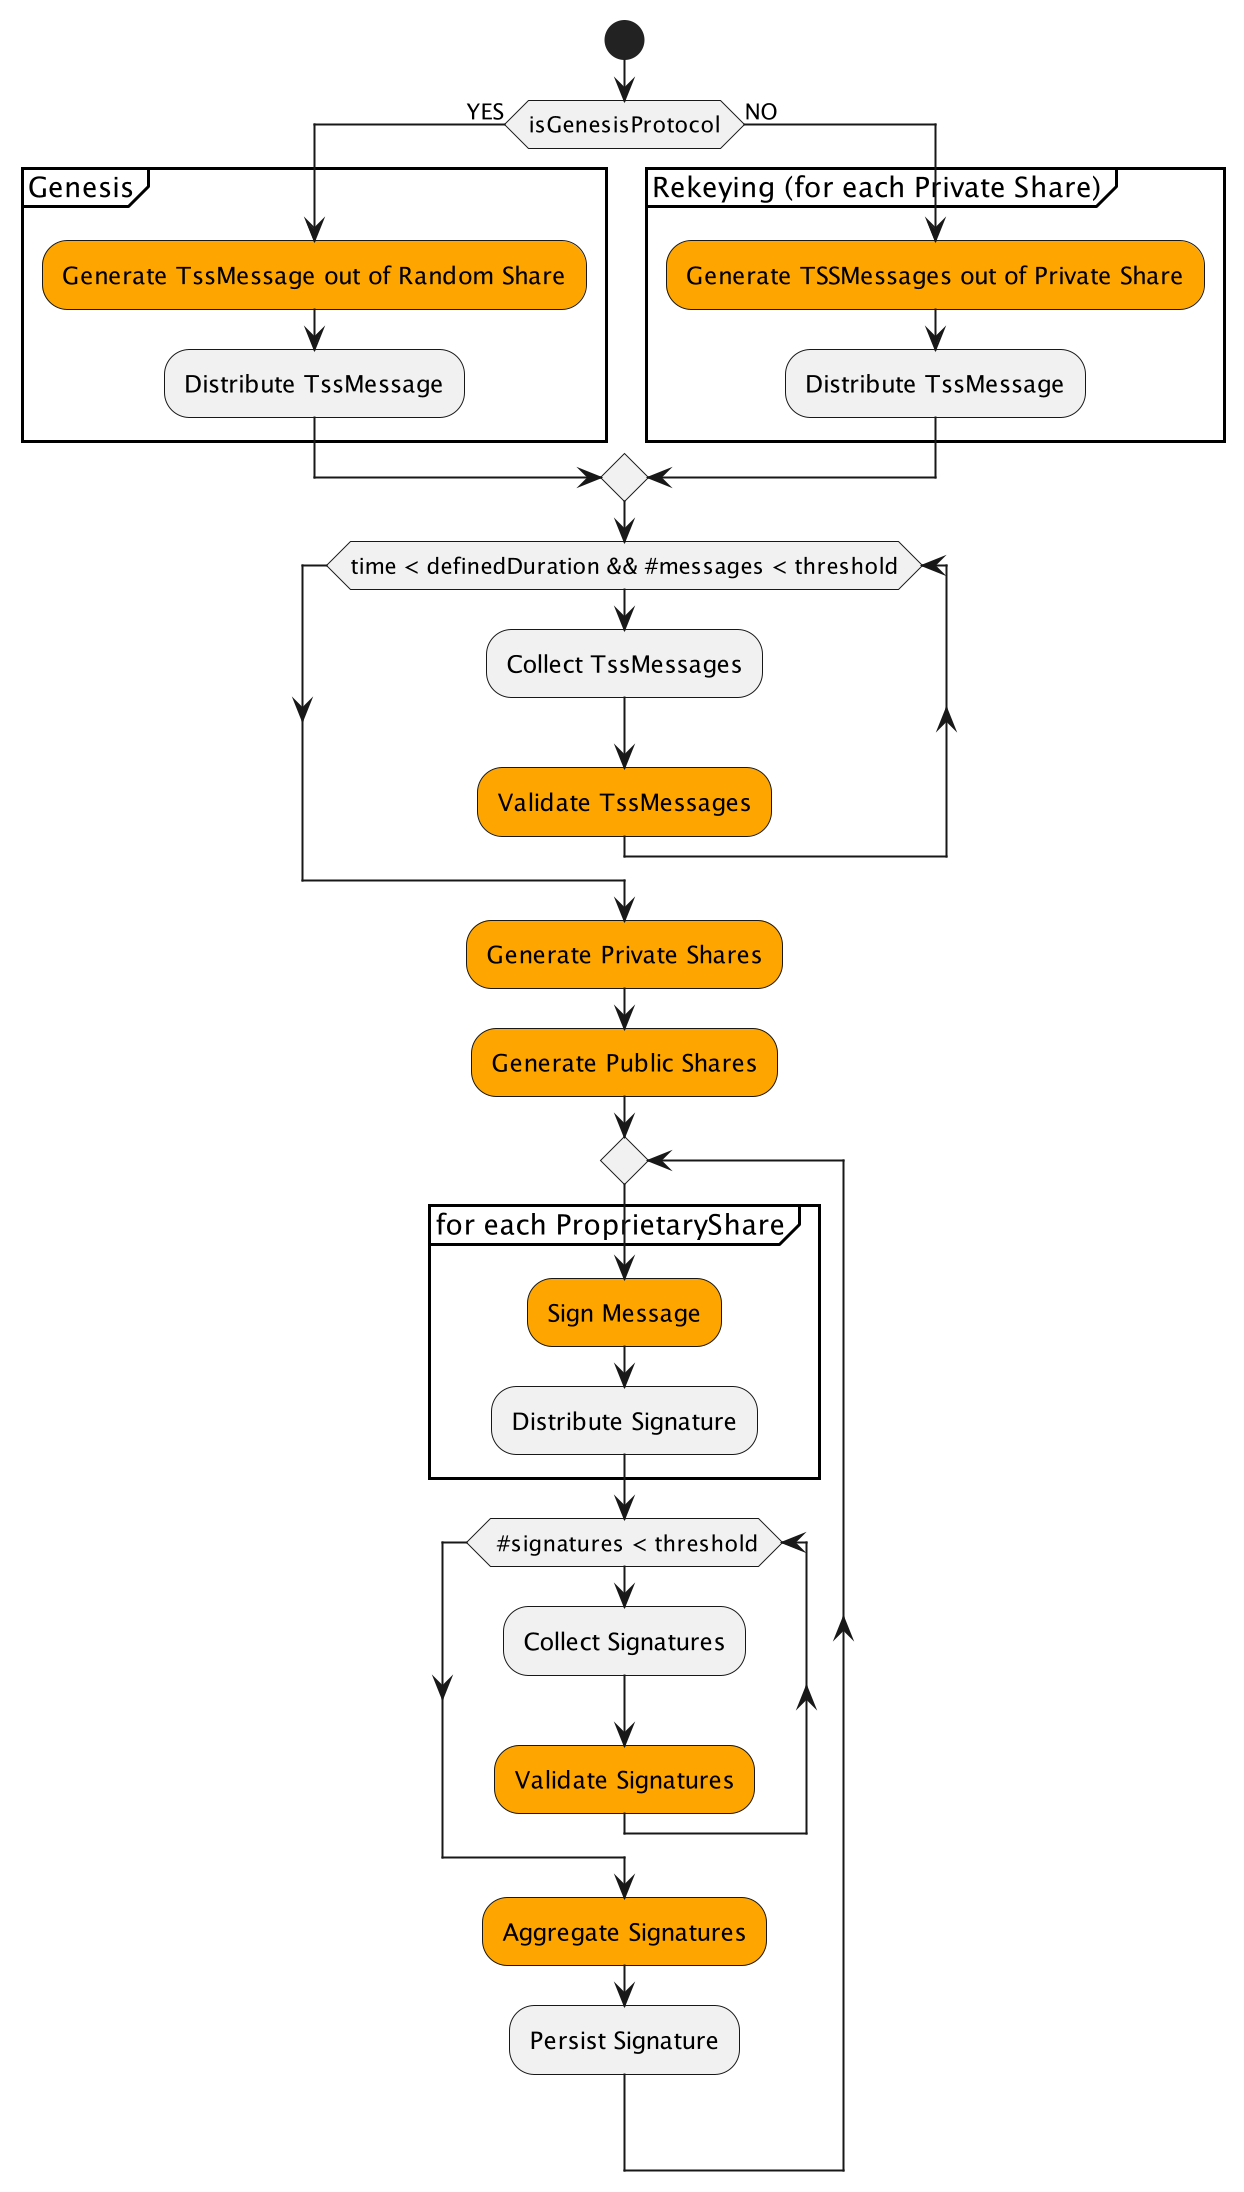 YES
isGenesisProtocol
NO
Genesis
Generate TssMessage out of Random Share
Distribute TssMessage
Rekeying (for each Private Share)
Generate TSSMessages out of Private Share
Distribute TssMessage
time < definedDuration && #messages < threshold
Collect TssMessages
Validate TssMessages
Generate Private Shares
Generate Public Shares
for each ProprietaryShare
Sign Message
Distribute Signature
#signatures < threshold
Collect Signatures
Validate Signatures
Aggregate Signatures
Persist Signature